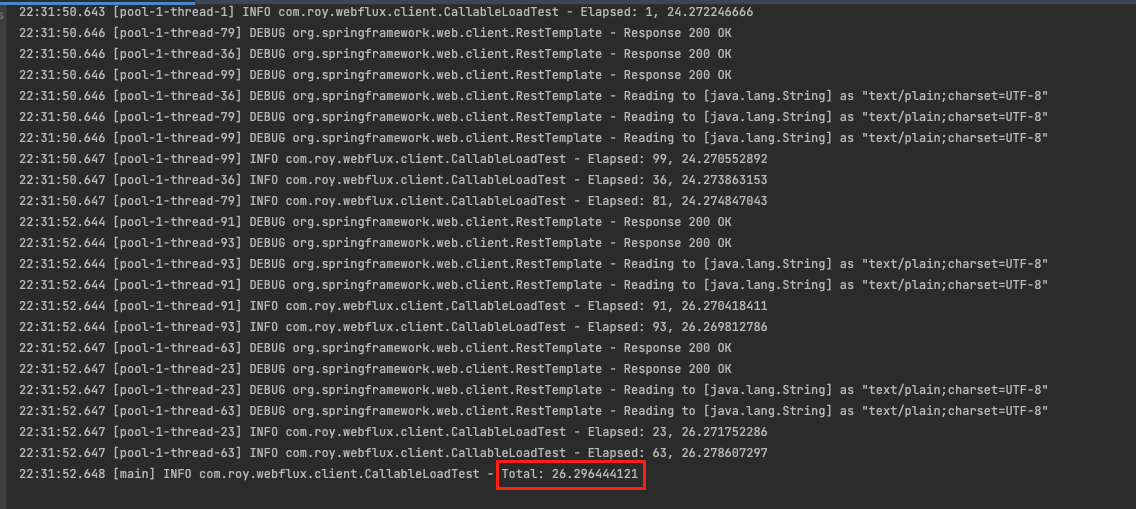 22:31:50.643 [pool-1-thread-1] INFO com.roy.webflux.client.CallableLoadTest - Elapsed: 1, 24.272246666
22:31:50.646 [pool-1-thread-79] DEBUG org.springframework.web.client.RestTemplate - Response 200 OK
22:31:50.646 [pool-1-thread-36] DEBUG org.springframework.web.client.RestTemplate - Response 200 OK
22:31:50.646 [pool-1-thread-99] DEBUG org.springframework.web.client.RestTemplate - Response 200 OK
22:31:50.646 [pool-1-thread-36] DEBUG org.springframework.web.client.RestTemplate - Reading to [java.lang.String] as "text/plain;charset=UTF-8"
22:31:50.646 [pool-1-thread-79] DEBUG org.springframework.web.client.RestTemplate - Reading to [java.lang.String] as "text/plain;charset=UTF-8"
22:31:50.646 [pool-1-thread-99] DEBUG org.springframework.web.client.RestTemplate - Reading to [java.lang.String] as "text/plain;charset=UTF-8"
22:31:50.647 [pool-1-thread-99] INFO com.roy.webflux.client.CallableLoadTest - Elapsed: 99, 24.270552892
22:31:50.647 [pool-1-thread-36] INFO com.roy.webflux.client.CallableLoadTest - Elapsed: 36, 24.273863153
22:31:50.647 [pool-1-thread-79] INFO com.roy.webflux.client.CallableLoadTest - Elapsed: 81, 24.274847043
22:31:52.644 [pool-1-thread-91] DEBUG org.springframework.web.client.RestTemplate - Response 200 OK
22:31:52.644 [pool-1-thread-93] DEBUG org.springframework.web.client.RestTemplate - Response 200 OK
22:31:52.644 [pool-1-thread-93] DEBUG org.springframework.web.client.RestTemplate - Reading to [java.lang.String] as "text/plain;charset=UTF-8"
22:31:52.644 [pool-1-thread-91] DEBUG org.springframework.web.client.RestTemplate - Reading to [java.lang.String] as "text/plain;charset=UTF-8"
22:31:52.644 [pool-1-thread-91] INFO com.roy.webflux.client.CallableLoadTest - Elapsed: 91, 26.270418411
22:31:52.644 [pool-1-thread-93] INFO com.roy.webflux.client.CallableLoadTest - Elapsed: 93, 26.269812786
22:31:52.647 [pool-1-thread-63] DEBUG org.springframework.web.client.RestTemplate - Response 200 OK
22:31:52.647 [pool-1-thread-23] DEBUG org.springframework.web.client.RestTemplate - Response 200 OK
22:31:52.647 [pool-1-thread-23] DEBUG org.springframework.web.client.RestTemplate - Reading to [java.lang.String] as "text/plain;charset=UTF-8"
22:31:52.647 [pool-1-thread-63] DEBUG org.springframework.web.client.RestTemplate - Reading to [java.lang.String] as "text/plain;charset=UTF-8"
22:31:52.647 [pool-1-thread-23] INFO com.roy.webflux.client.CallableLoadTest - Elapsed: 23, 26.271752286
22:31:52.647 [pool-1-thread-63] INFO com.roy.webflux.client.CallableLoadTest - Elapsed: 63, 26.278607297
22:31:52.648 [main] INFO com.roy.webflux.client.CallableLoadTest - Total: 26.296444121